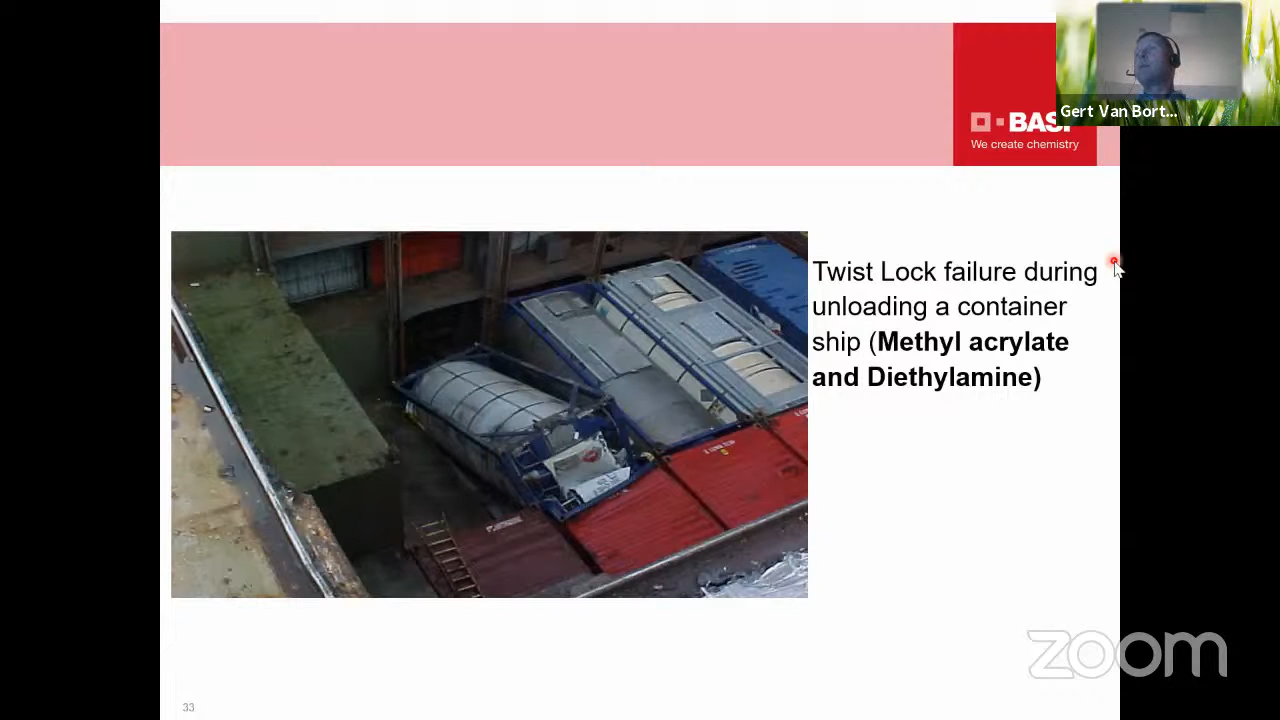 BASF
We create chemistry
Gert Van Bort...
Twist Lock failure during
unloading a container
ship (Methyl acrylate
and Diethylamine)
zoom
33